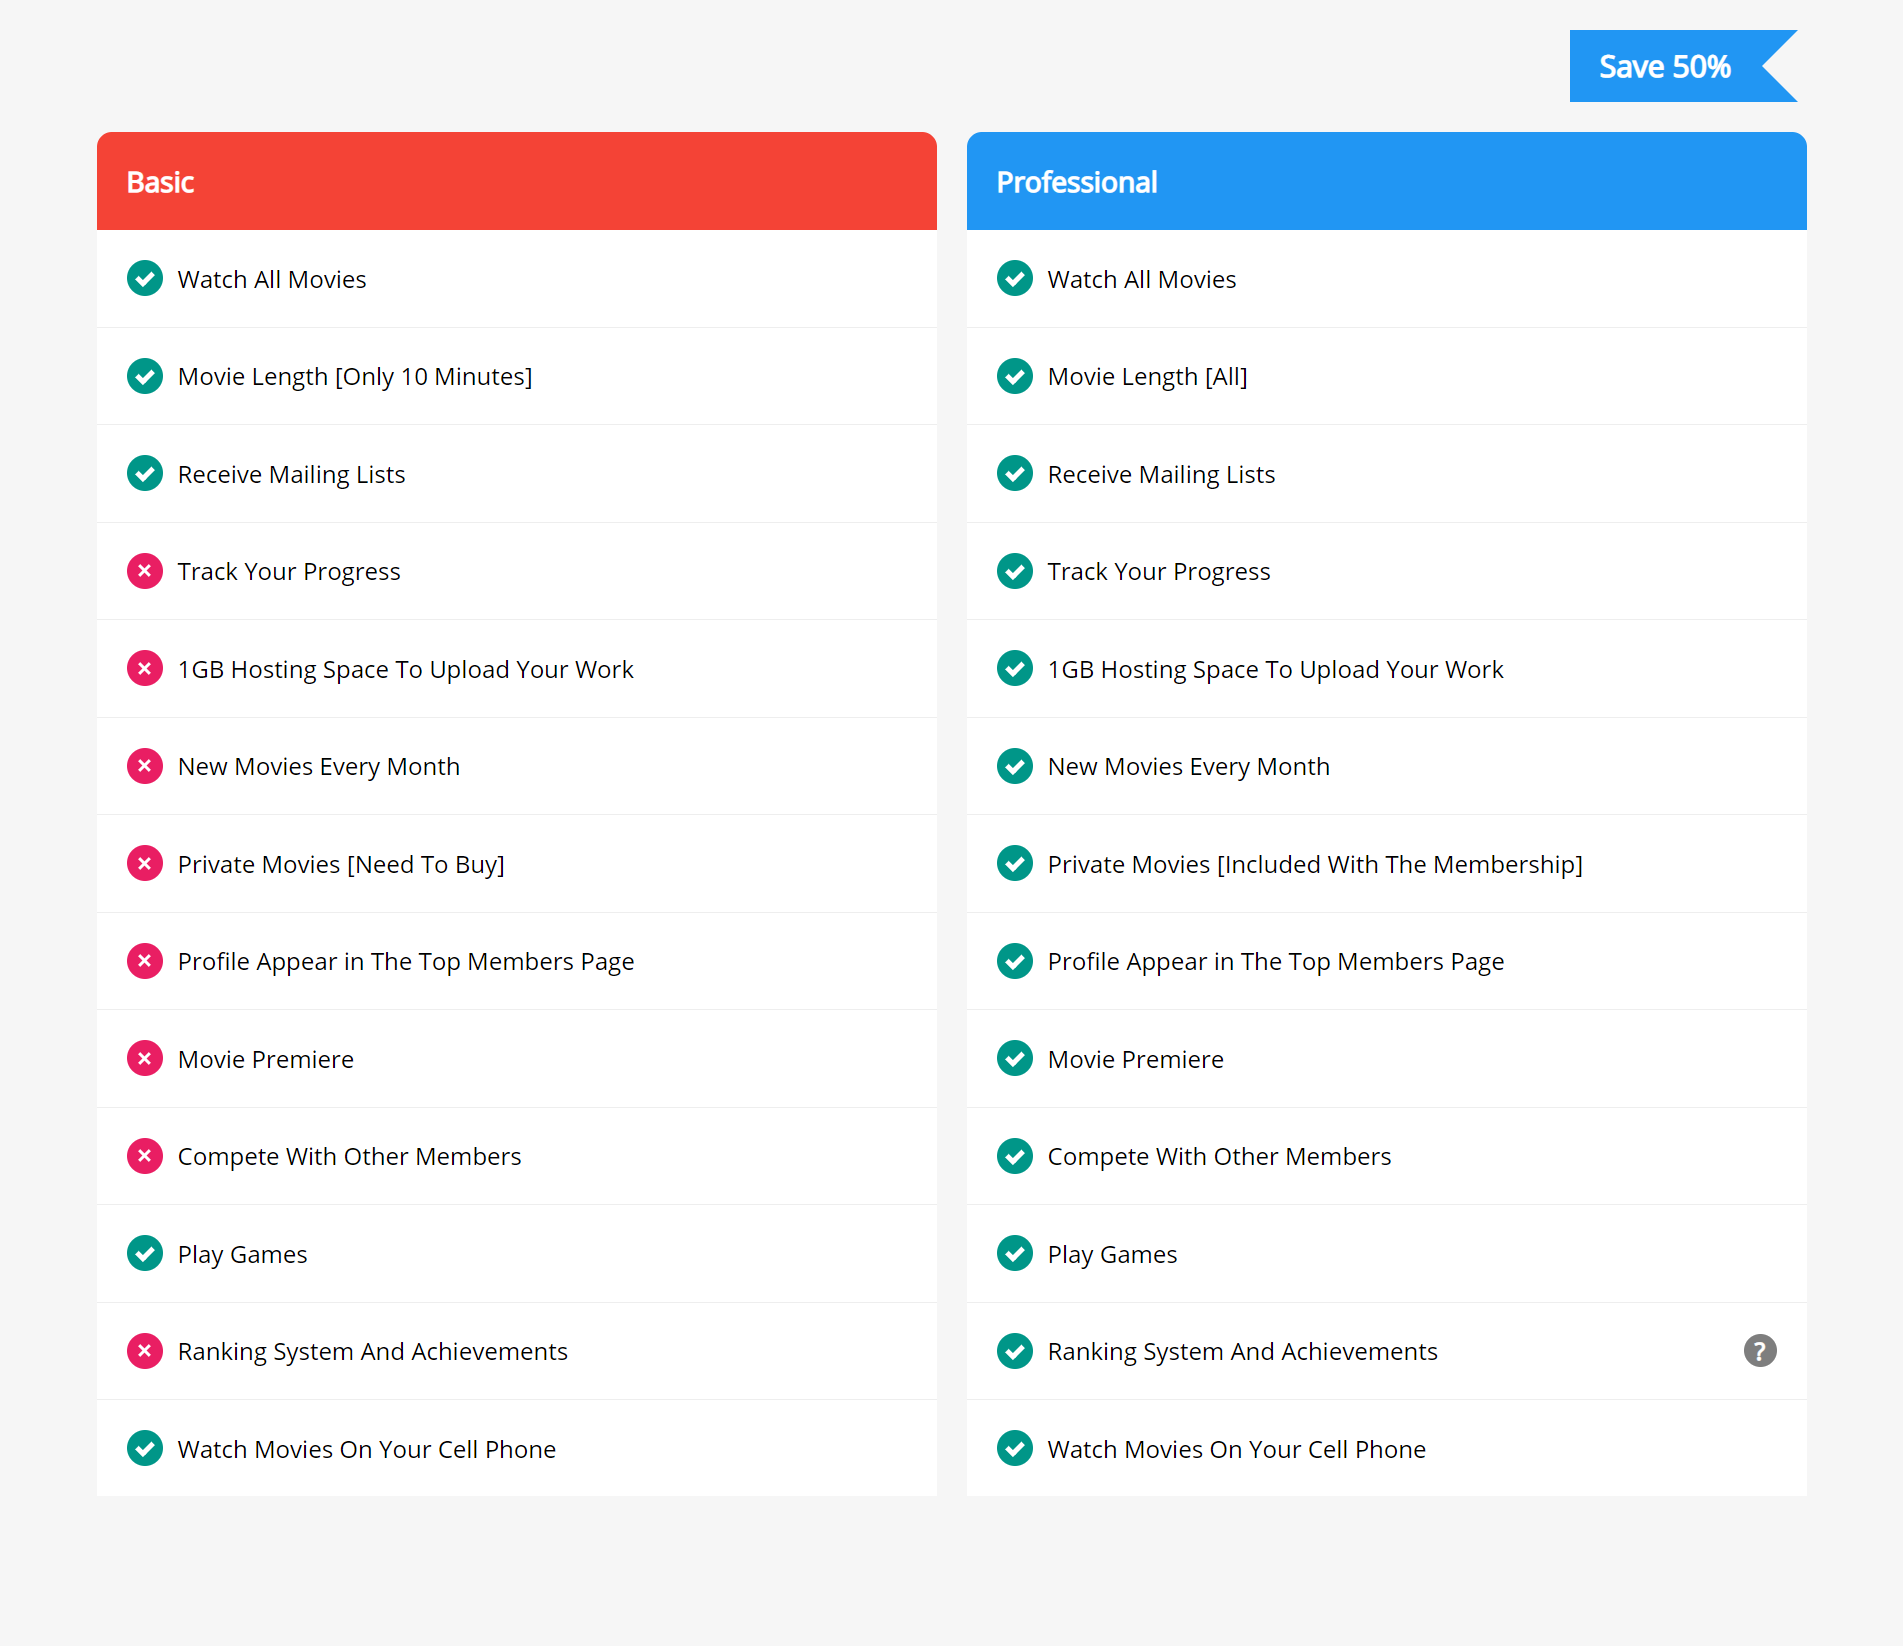 Save 50%
Basic
Watch All Movies
Movie Length [Only 10 Minutes]
Receive Mailing Lists
Track Your Progress
1GB Hosting Space To Upload Your Work
New Movies Every Month
Private Movies [Need To Buy]
Profile Appear in The Top Members Page
Movie Premiere
Compete With Other Members
Play Games
Ranking System And Achievements
Watch Movies On Your Cell Phone
Professional
Watch All Movies
Movie Length [All]
Receive Mailing Lists
Track Your Progress
1GB Hosting Space To Upload Your Work
New Movies Every Month
Private Movies [Included With The Membership]
Profile Appear in The Top Members Page
Movie Premiere
Compete With Other Members
Play Games
Ranking System And Achievements
?
Watch Movies On Your Cell Phone